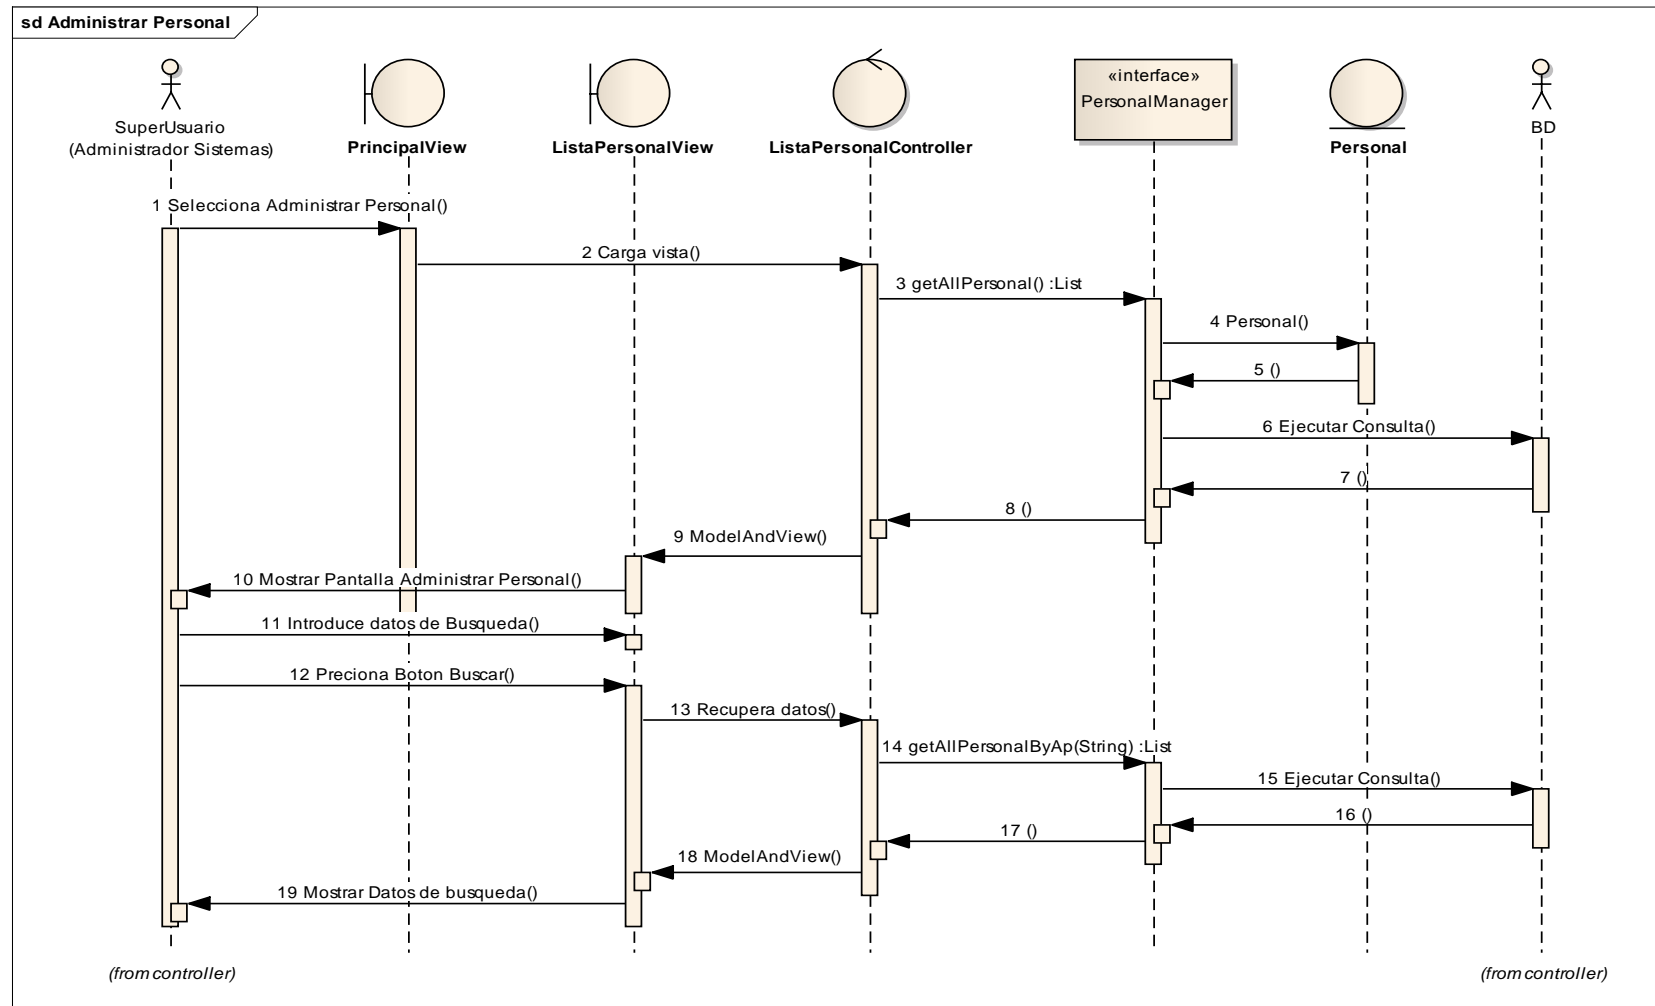 sd Administrar Personal
SuperUsuario
(Administrador Sistemas)
PrincipalView
ListaPersonalView
ListaPersonalController
«interface»
PersonalManager
Personal
BD
1 Selecciona Administrar Personal()
2 Carga vista()
3 getAllPersonal() :List
4 Personal()
5 ()
6 Ejecutar Consulta()
7 ()
8 ()
9 ModelAndView()
10 Mostrar Pantalla Administrar Personal()
11 Introduce datos de Busqueda()
12 Preciona Boton Buscar()
13 Recupera datos()
14 getAllPersonalByAp(String) :List
15 Ejecutar Consulta()
16 ()
17 ()
18 ModelAndView()
19 Mostrar Datos de busqueda()
(from controller)
(from controller)